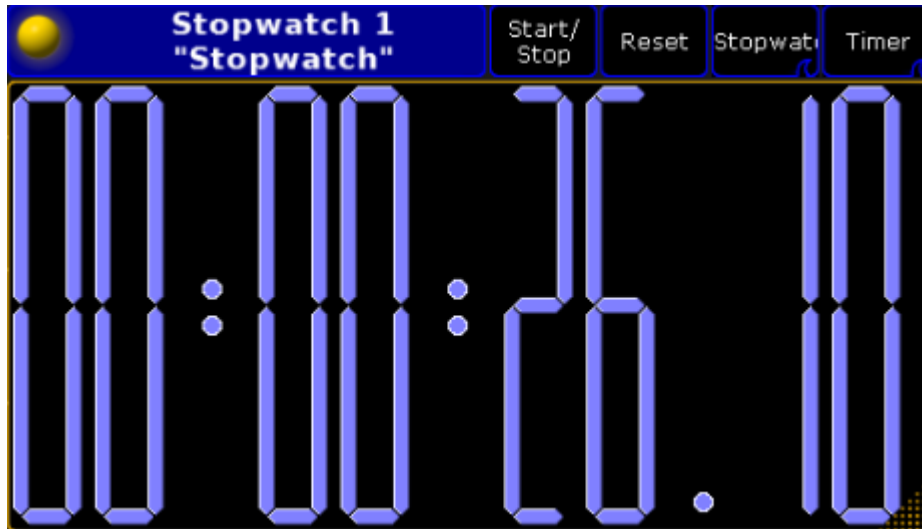 Stopwatch 1
"Stopwatch"
Start/
Stop
Reset
Stopwat
Timer
00:00:26.10